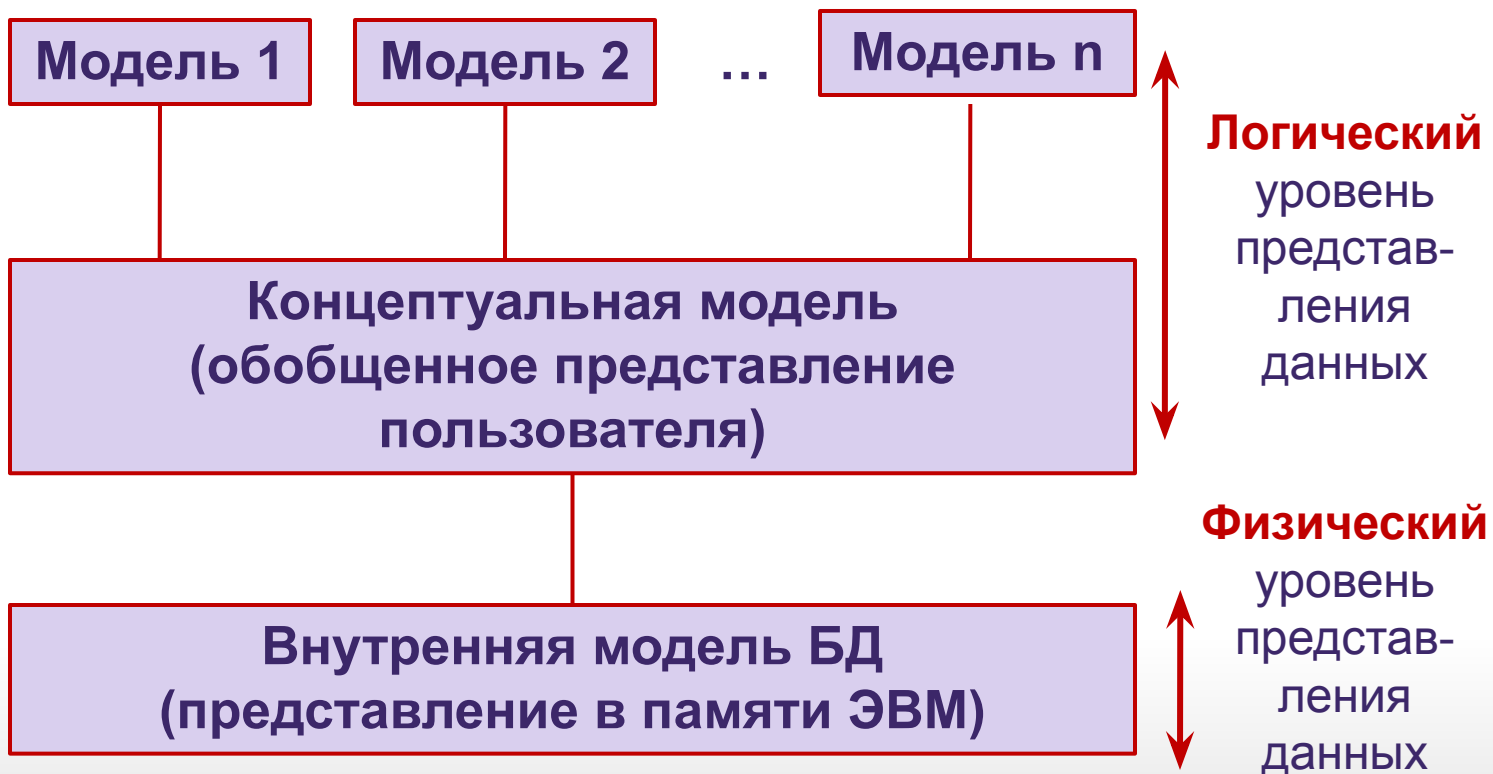 Модель 1
Модель 2
...
Модель n
Логический
уровень
представ-
ления
данных
Концептуальная модель
(обобщенное представление
пользователя)
Физический
уровень
представ-
ления
данных
Внутренняя модель БД
(представление в памяти ЭВМ)